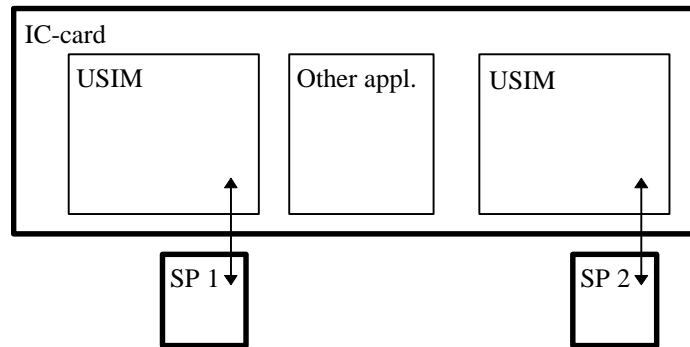 IC-card
USIM
Other appl.
USIM
SP 1
SP 2